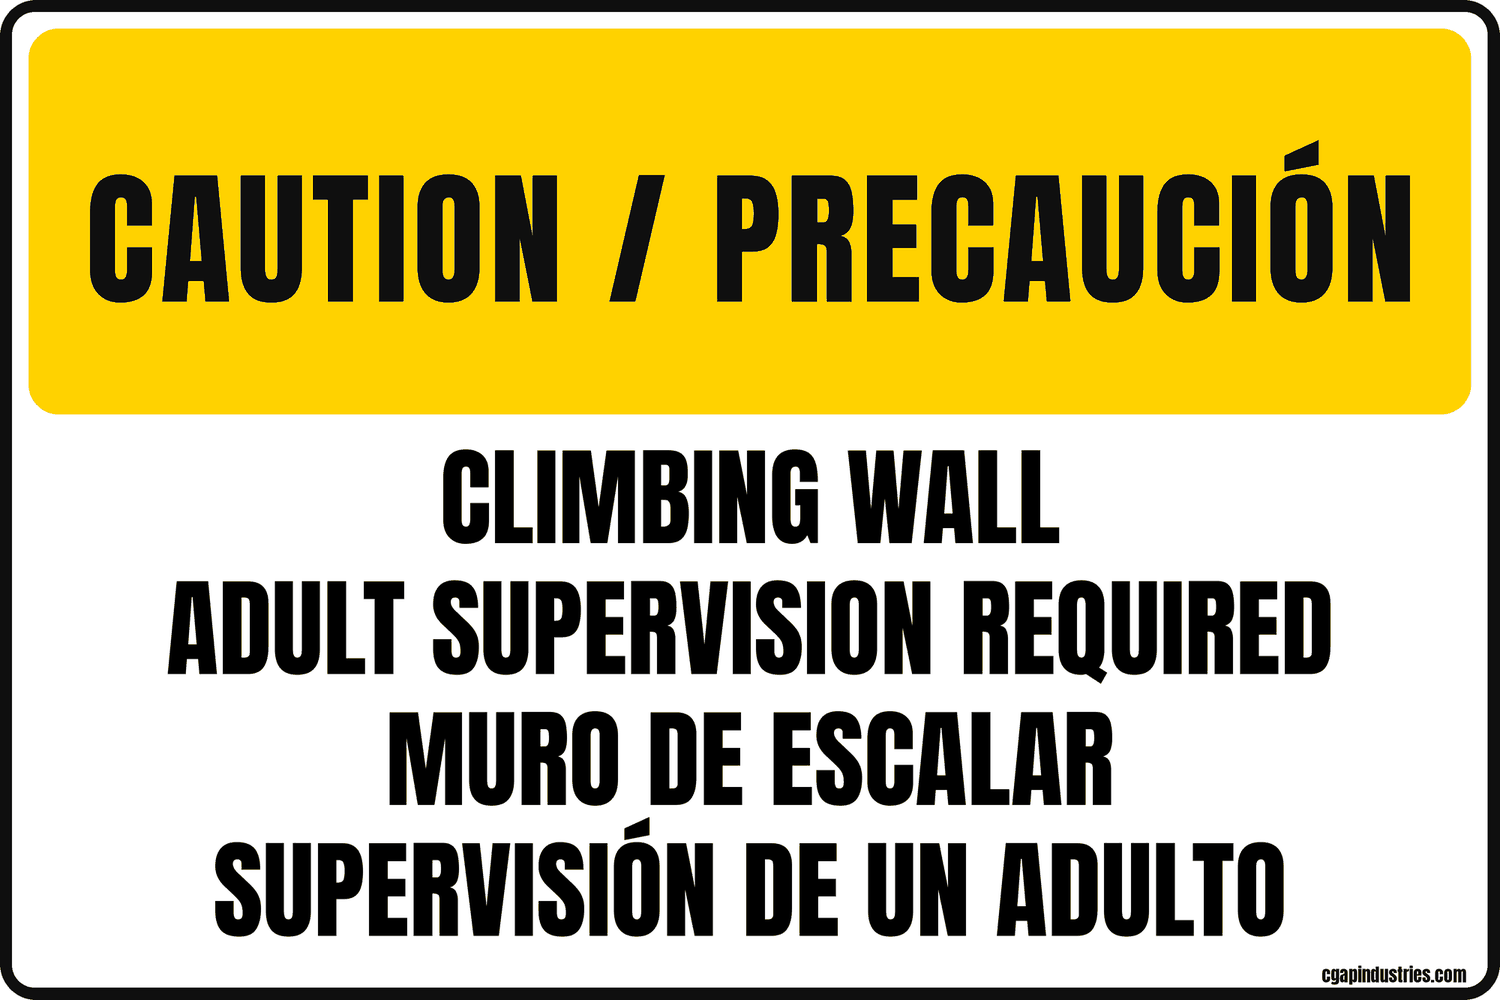 CAUTION / PRECAUCIÓN
CLIMBING WALL
ADULT SUPERVISION REQUIRED
MURO DE ESCALAR
SUPERVISIÓN DE UN ADULTO
cgapindustries.com